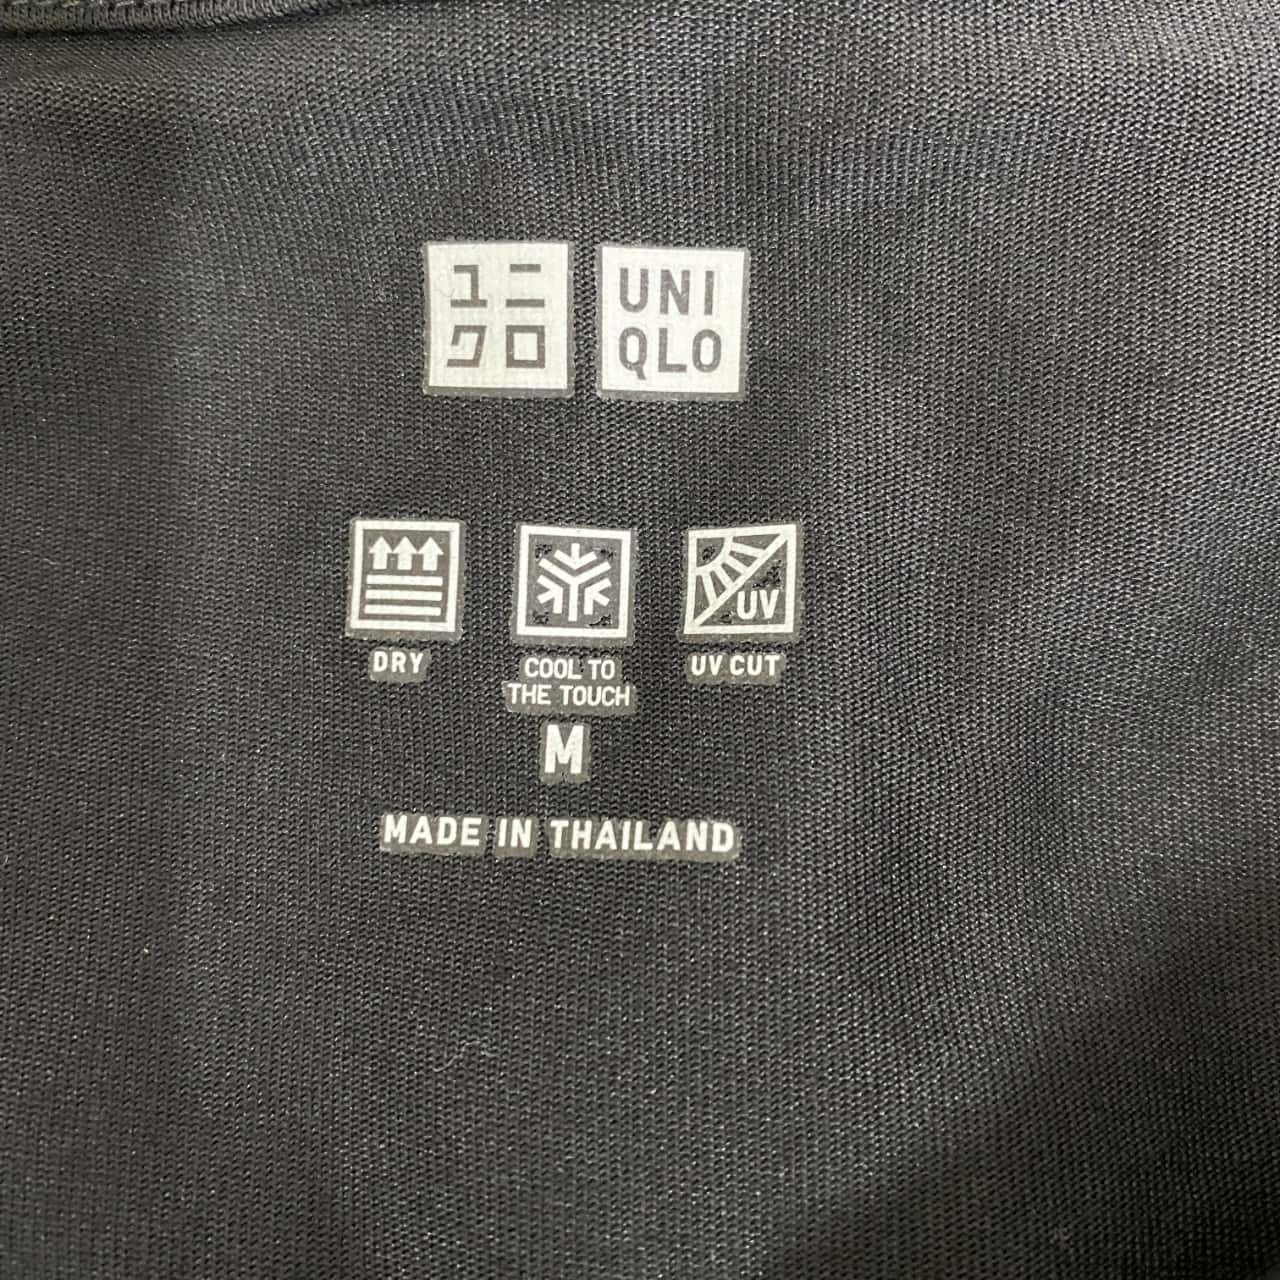 ユニ UNI
クロ QLO
UV
DRY COOL TO UV CUT
THE TOUCH
M
MADE IN THAILAND